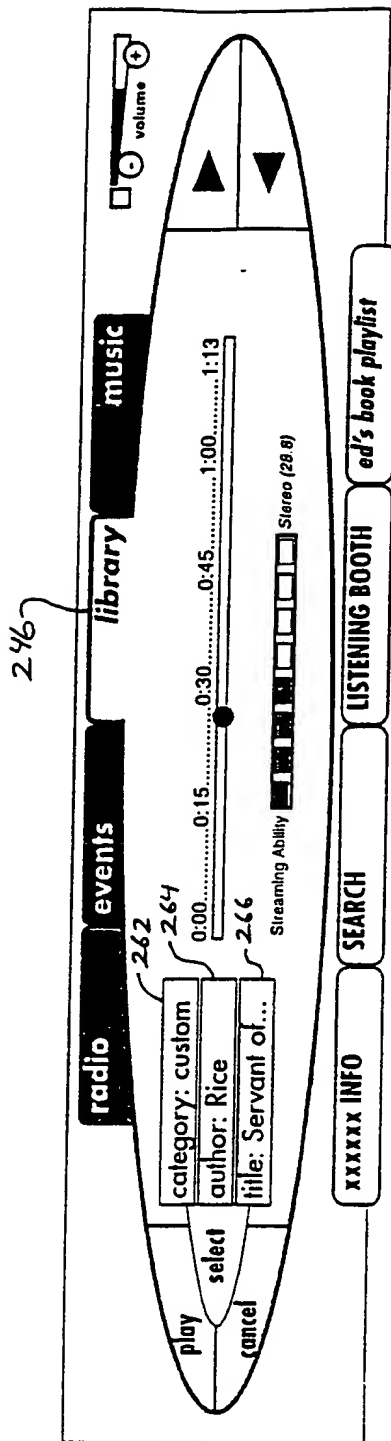 246
radio
events
library
music
volume
play
select
cancel
category: custom
author: Rice
title: Servant of...
262
264
266
0:00..........0:15..........0:30..........0:45..........1:00..........1:13
Streaming Ability
Stereo (28.8)
xxxxxx INFO
SEARCH
LISTENING BOOTH
ed's book playlist